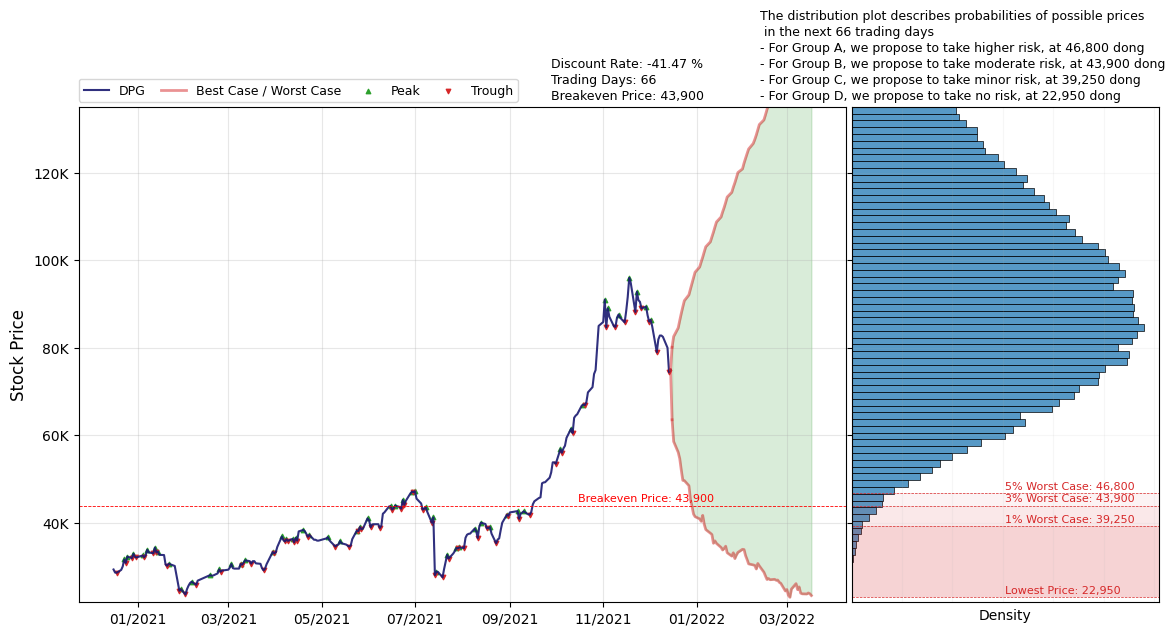 The distribution plot describes probabilities of possible prices
in the next 66 trading days
- For Group A, we propose to take higher risk, at 46,800 dong
- For Group B, we propose to take moderate risk, at 43,900 dong
- For Group C, we propose to take minor risk, at 39,250 dong
- For Group D, we propose to take no risk, at 22,950 dong
Discount Rate: -41.47 %
Trading Days: 66
Breakeven Price: 43,900
DPG
Best Case / Worst Case
Peak
Trough
Stock Price
120K
100K
80K
60K
40K
Breakeven Price: 43,900
5% Worst Case: 46,800
3% Worst Case: 43,900
1% Worst Case: 39,250
Lowest Price: 22,950
01/2021
03/2021
05/2021
07/2021
09/2021
11/2021
01/2022
03/2022
Density